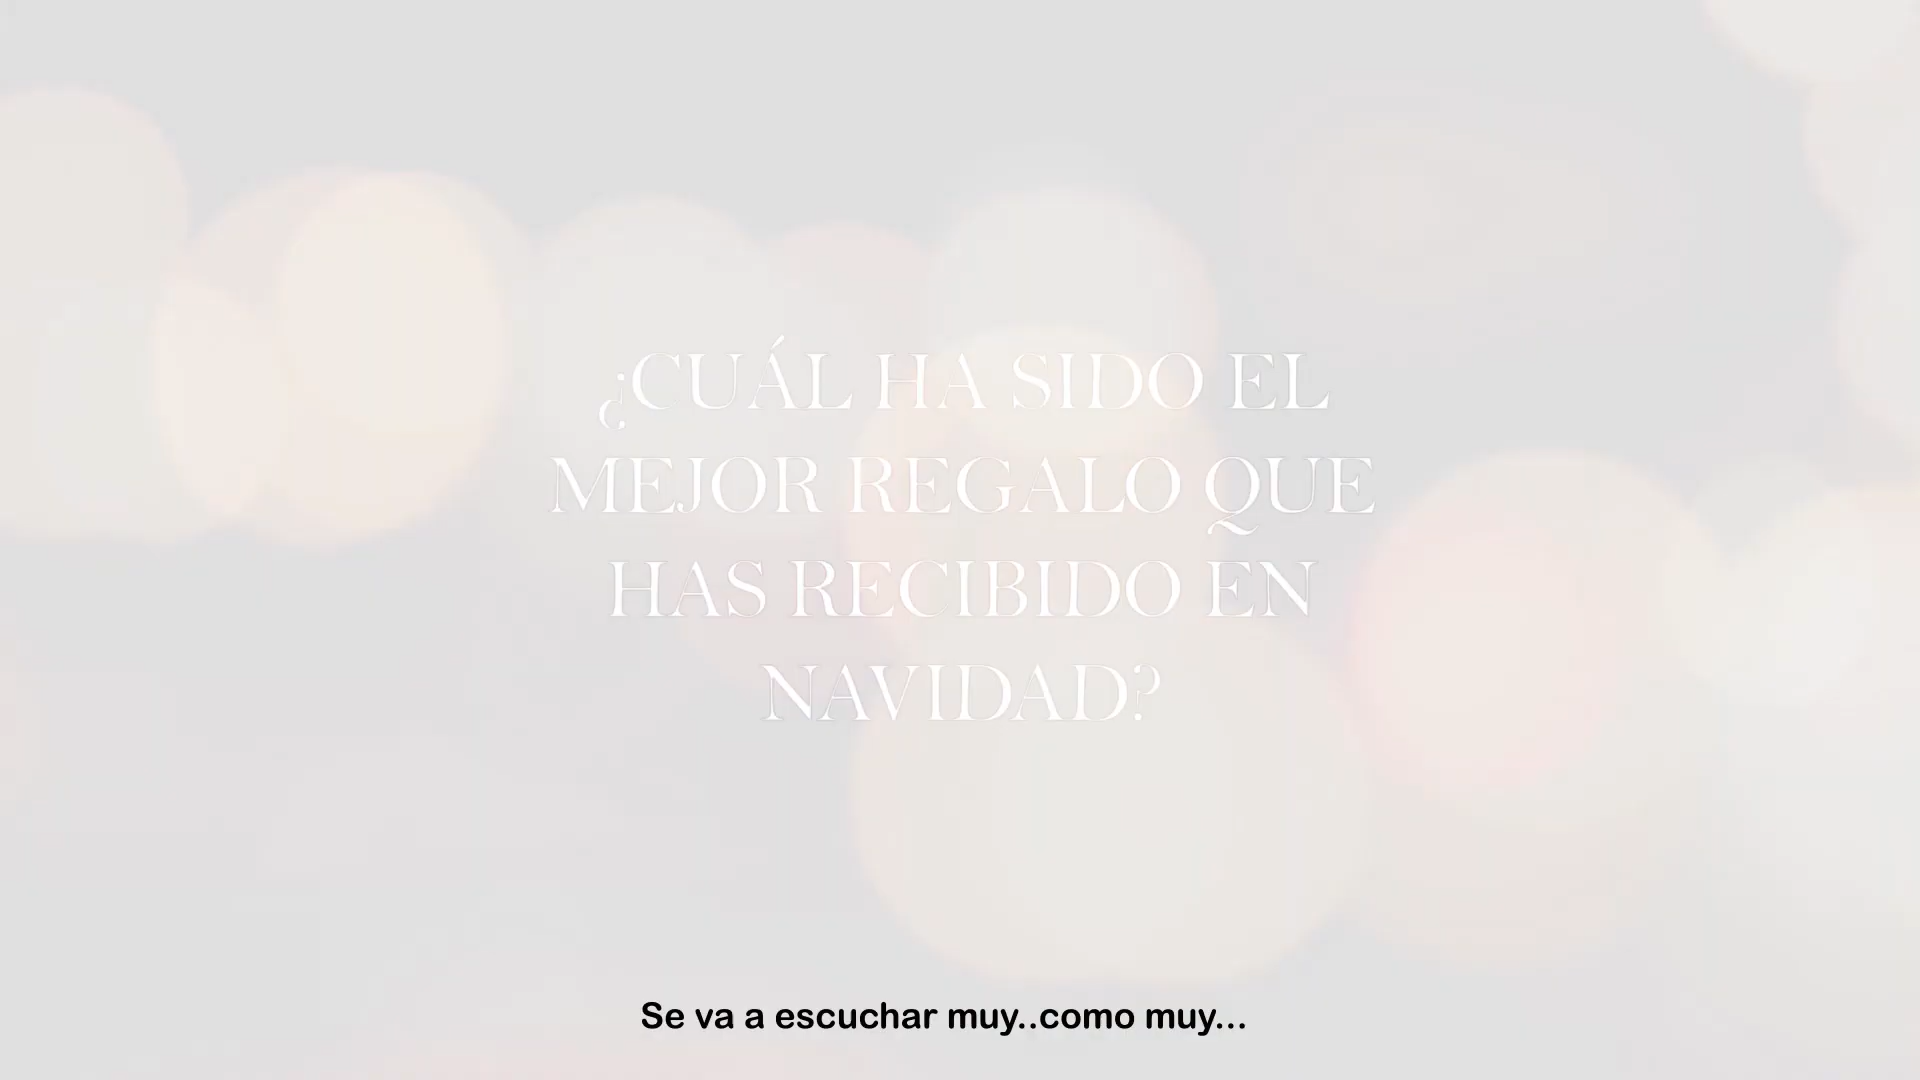 ¿CUÁL HA SIDO EL
MEJOR REGALO QUE
HAS RECIBIDO EN
NAVIDAD?
Se va a escuchar muy..como muy...